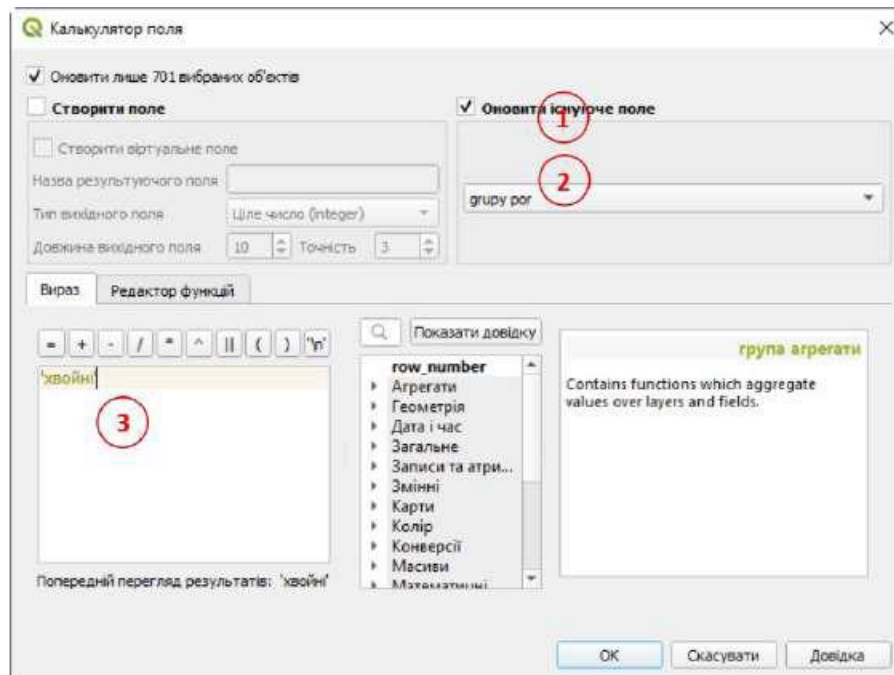 Калькулятор поля
Оновити лише 701 вибраних об'єктів
Створити поле
Оновити існуюче поле
1
Створити віртуальне поле
Назва результуючого поля
2
grupy por
Тип вихідного поля
Ціле число (integer)
Довжина вихідного поля
10
Точність
3
Вираз
Редактор функцій
= + - / * ^ || ( ) '\n'
Показати довідку
'хвойні'
3
row_number
Агрегати
Геометрія
Дата і час
Загальне
Записи та атри...
Змінні
Карти
Колір
Конверсії
Масиви
Математичні
група агрегати
Contains functions which aggregate
values over layers and fields.
Попередній перегляд результатів: 'хвойні'
OK
Скасувати
Довідка